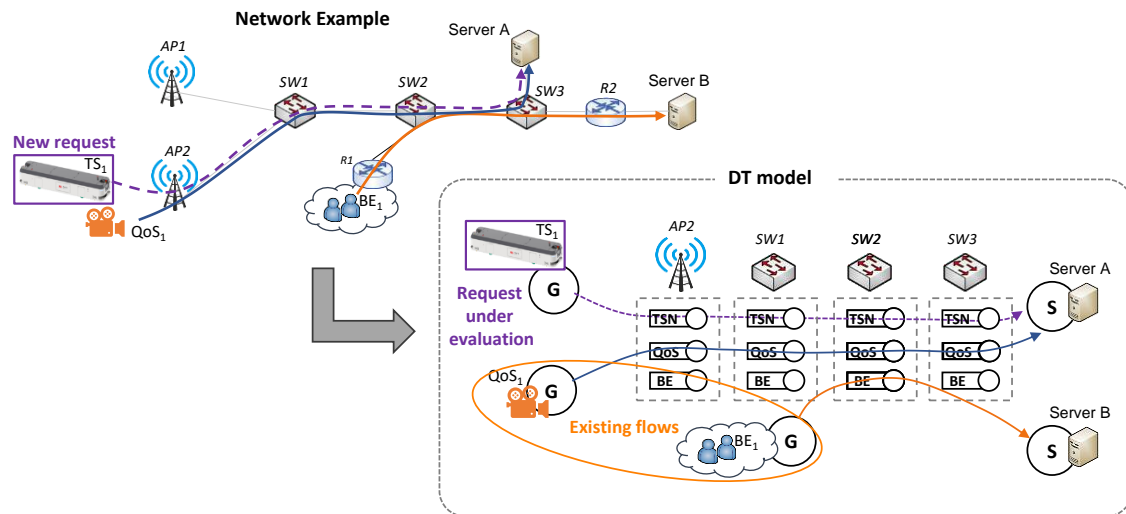 Network Example
AP1
SW1
SW2
Server A
SW3
R2
Server B
New request
TS1
AP2
QoS1
R1
BE1
DT model
TS1
G
Request
under
evaluation
AP2
SW1
SW2
SW3
Server A
S
TSN
TSN
TSN
TSN
QoS
QoS
QoS
QoS
BE
BE
BE
BE
QoS1
G
Existing flows
BE1
G
Server B
S